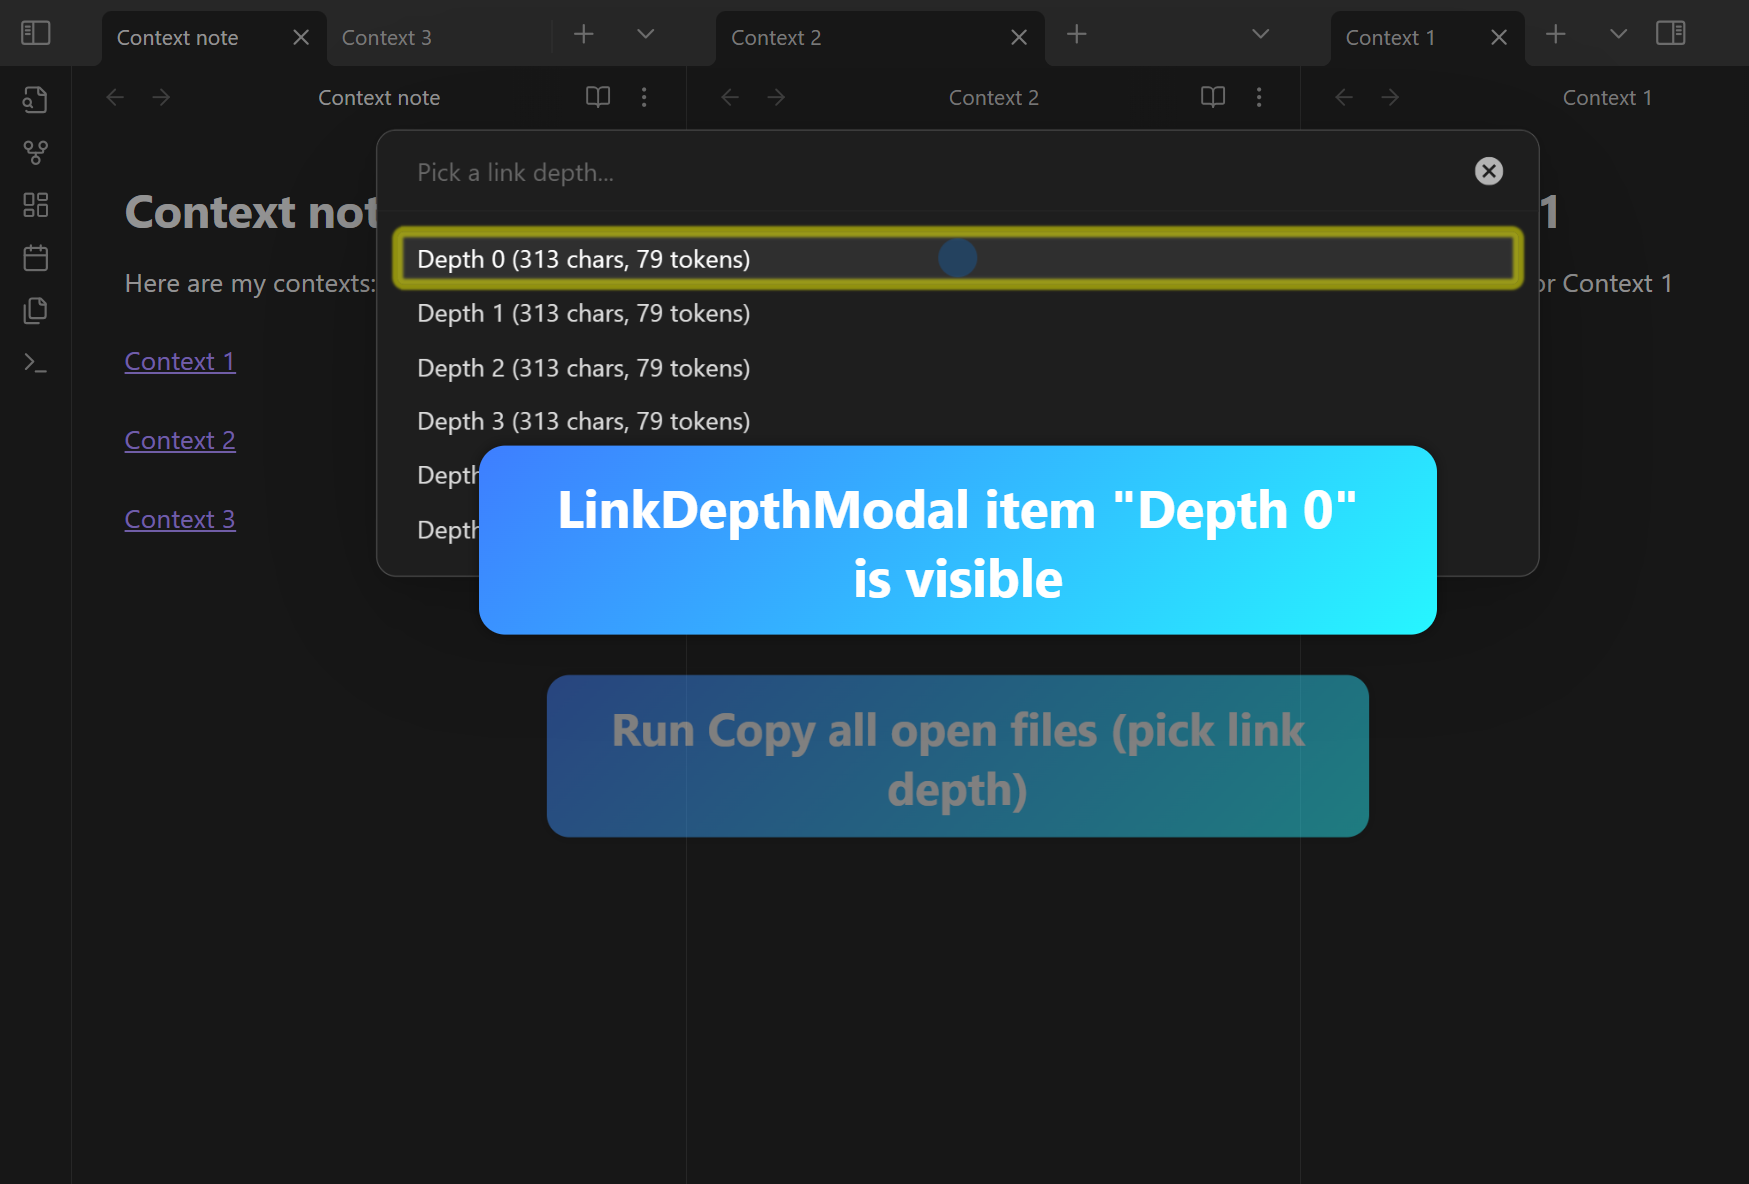 Context note
Context 3
Context 2
Context 1
Context note
Context 2
Context 1
Pick a link depth...
Context not
1
Depth 0 (313 chars, 79 tokens)
Here are my contexts:
or Context 1
Depth 1 (313 chars, 79 tokens)
Context 1
Depth 2 (313 chars, 79 tokens)
Depth 3 (313 chars, 79 tokens)
Context 2
Depth
Context 3
Depth
LinkDepthModal item "Depth 0"
is visible
Run Copy all open files (pick link
depth)